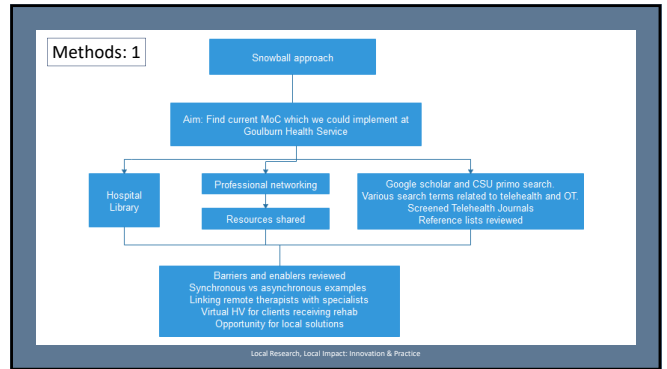 Methods: 1
Snowball approach
Aim: Find current MoC which we could implement at
Goulburn Health Service
Hospital
Library
Professional networking
Resources shared
Google scholar and CSU primo search.
Various search terms related to telehealth and OT.
Screened Telehealth Journals
Reference lists reviewed
Barriers and enablers reviewed
Synchronous vs asynchronous examples
Linking remote therapists with specialists
Virtual HV for clients receiving rehab
Opportunity for local solutions
Local Research, Local Impact: Innovation & Practice